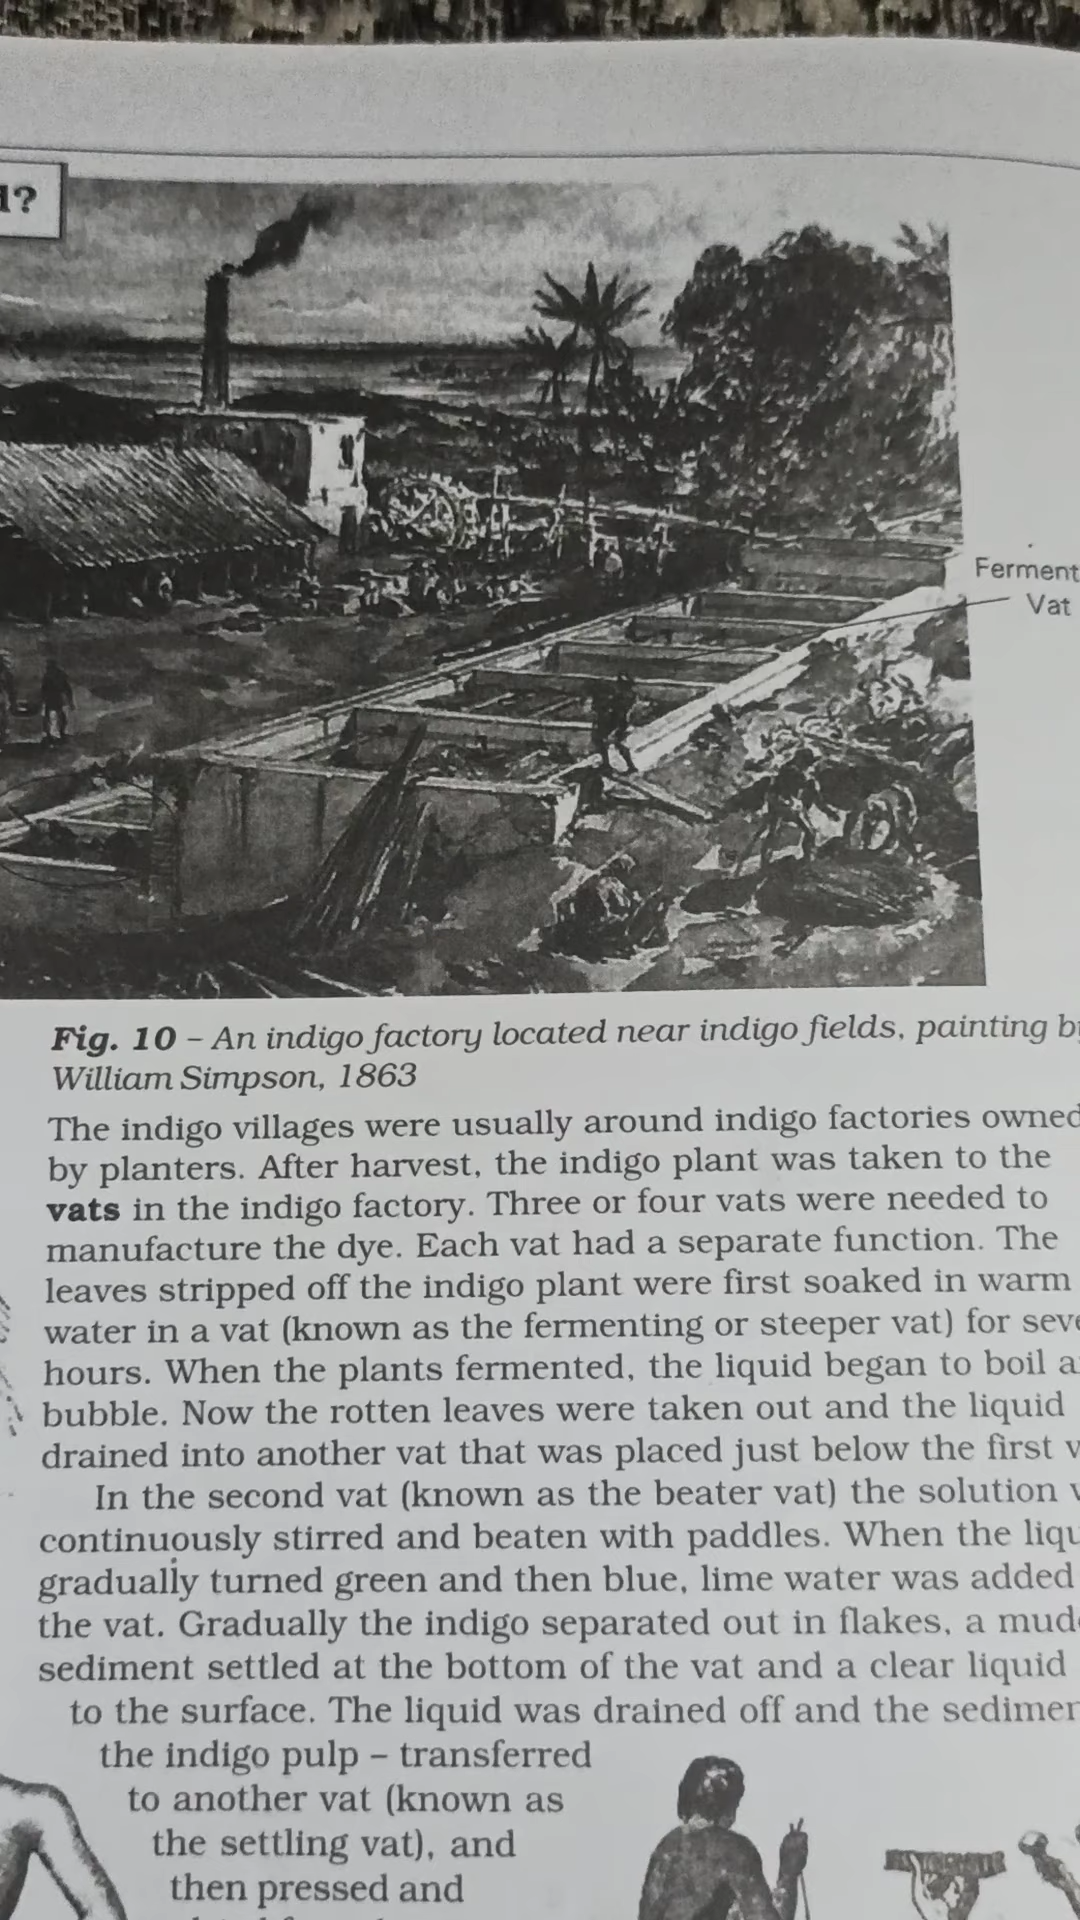 Ferment
Vat
Fig. 10 – An indigo factory located near indigo fields, painting by
William Simpson, 1863
The indigo villages were usually around indigo factories owned
by planters. After harvest, the indigo plant was taken to the
vats in the indigo factory. Three or four vats were needed to
manufacture the dye. Each vat had a separate function. The
leaves stripped off the indigo plant were first soaked in warm
water in a vat (known as the fermenting or steeper vat) for seve
hours. When the plants fermented, the liquid began to boil a
bubble. Now the rotten leaves were taken out and the liquid
drained into another vat that was placed just below the first v
In the second vat (known as the beater vat) the solution
continuously stirred and beaten with paddles. When the liqu
gradually turned green and then blue, lime water was added
the vat. Gradually the indigo separated out in flakes, a mud
sediment settled at the bottom of the vat and a clear liquid
to the surface. The liquid was drained off and the sedimen
the indigo pulp – transferred
to another vat (known as
the settling vat), and
then pressed and